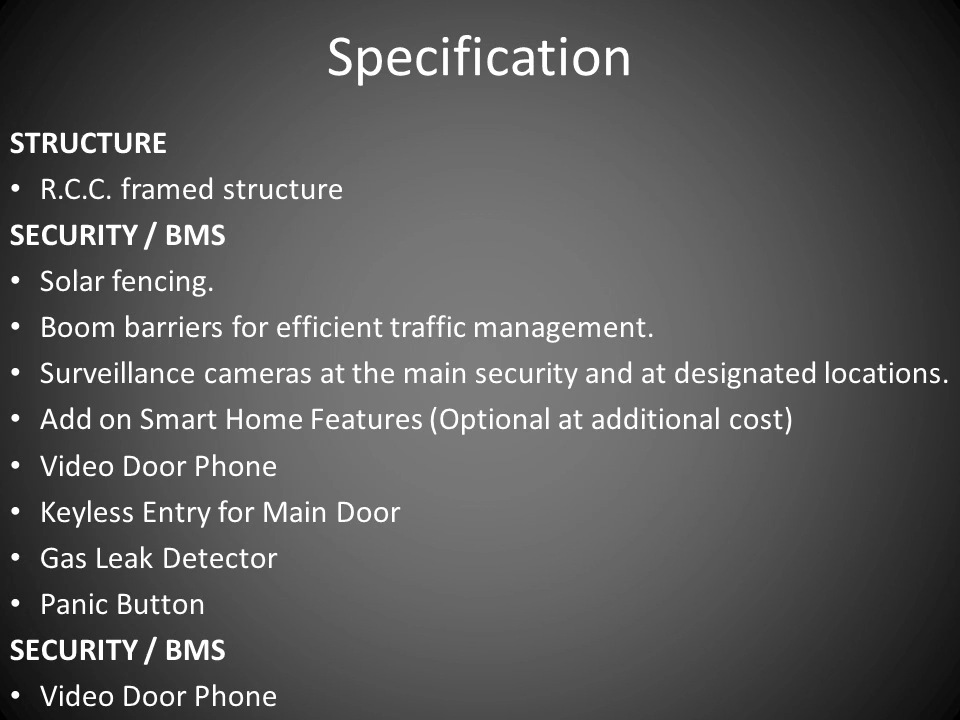 Specification
STRUCTURE
• R.C.C. framed structure
SECURITY / BMS
• Solar fencing.
• Boom barriers for efficient traffic management.
• Surveillance cameras at the main security and at designated locations.
• Add on Smart Home Features (Optional at additional cost)
• Video Door Phone
• Keyless Entry for Main Door
• Gas Leak Detector
• Panic Button
SECURITY / BMS
• Video Door Phone